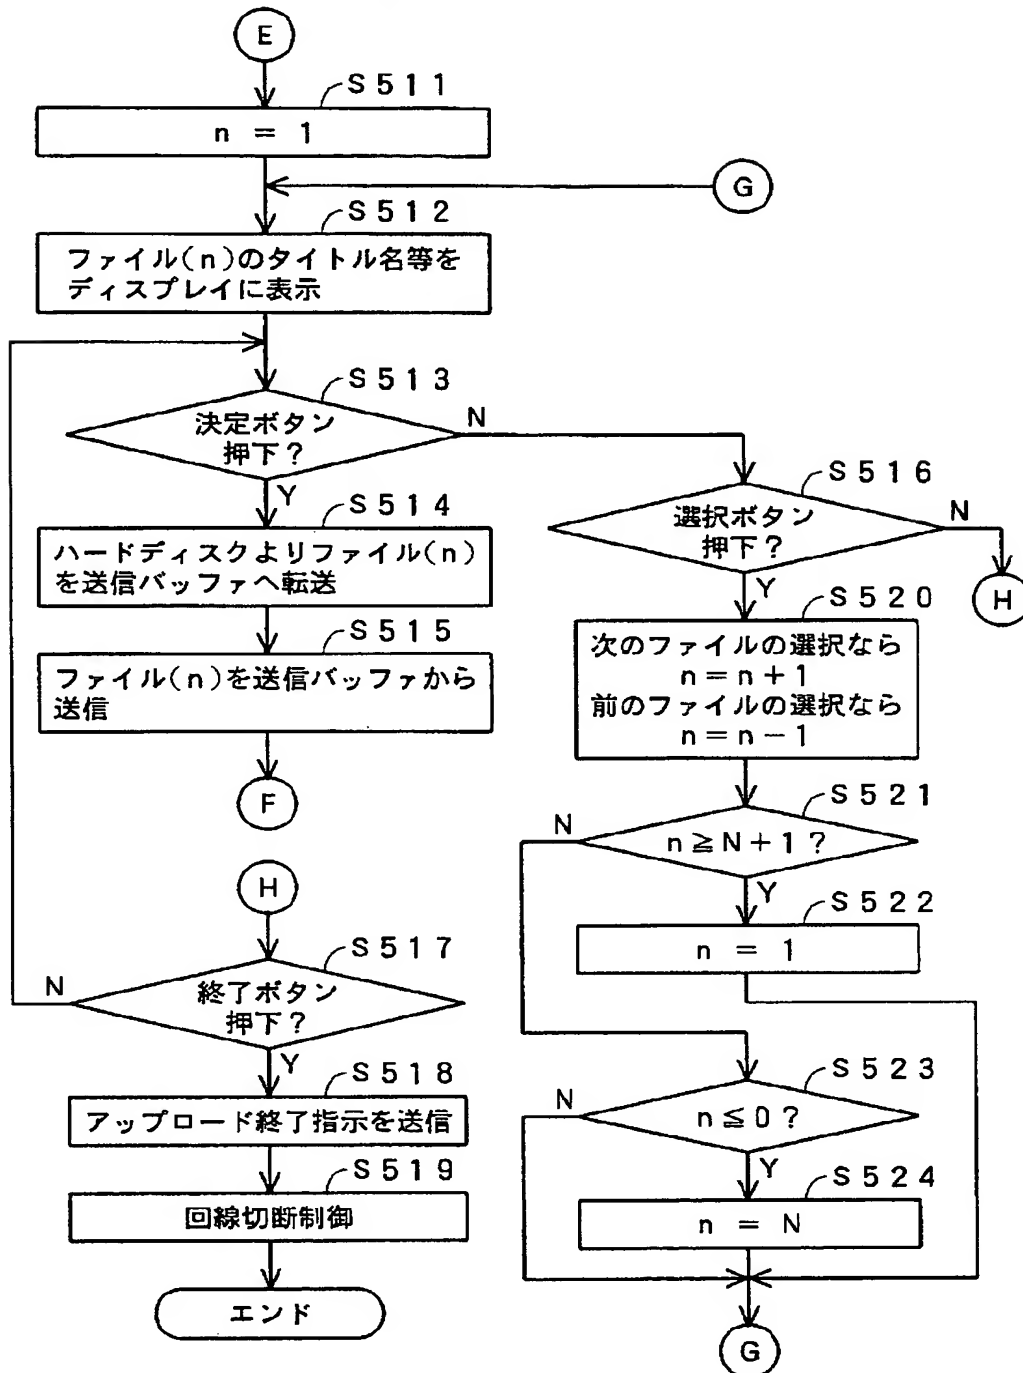 E
S511
n = 1
G
S512
ファイル(n)のタイトル名等を
ディスプレイに表示
S513
決定ボタン
押下?
N
Y
S514
ハードディスクよりファイル(n)
を送信バッファへ転送
S515
ファイル(n)を送信バッファから
送信
F
H
S517
終了ボタン
押下?
N
Y
S518
アップロード終了指示を送信
S519
回線切断制御
エンド
S516
選択ボタン
押下?
N
H
Y
S520
次のファイルの選択なら
n=n+1
前のファイルの選択なら
n=n-1
S521
n≧N+1?
N
Y
S522
n = 1
S523
n≦0?
N
Y
S524
n = N
G